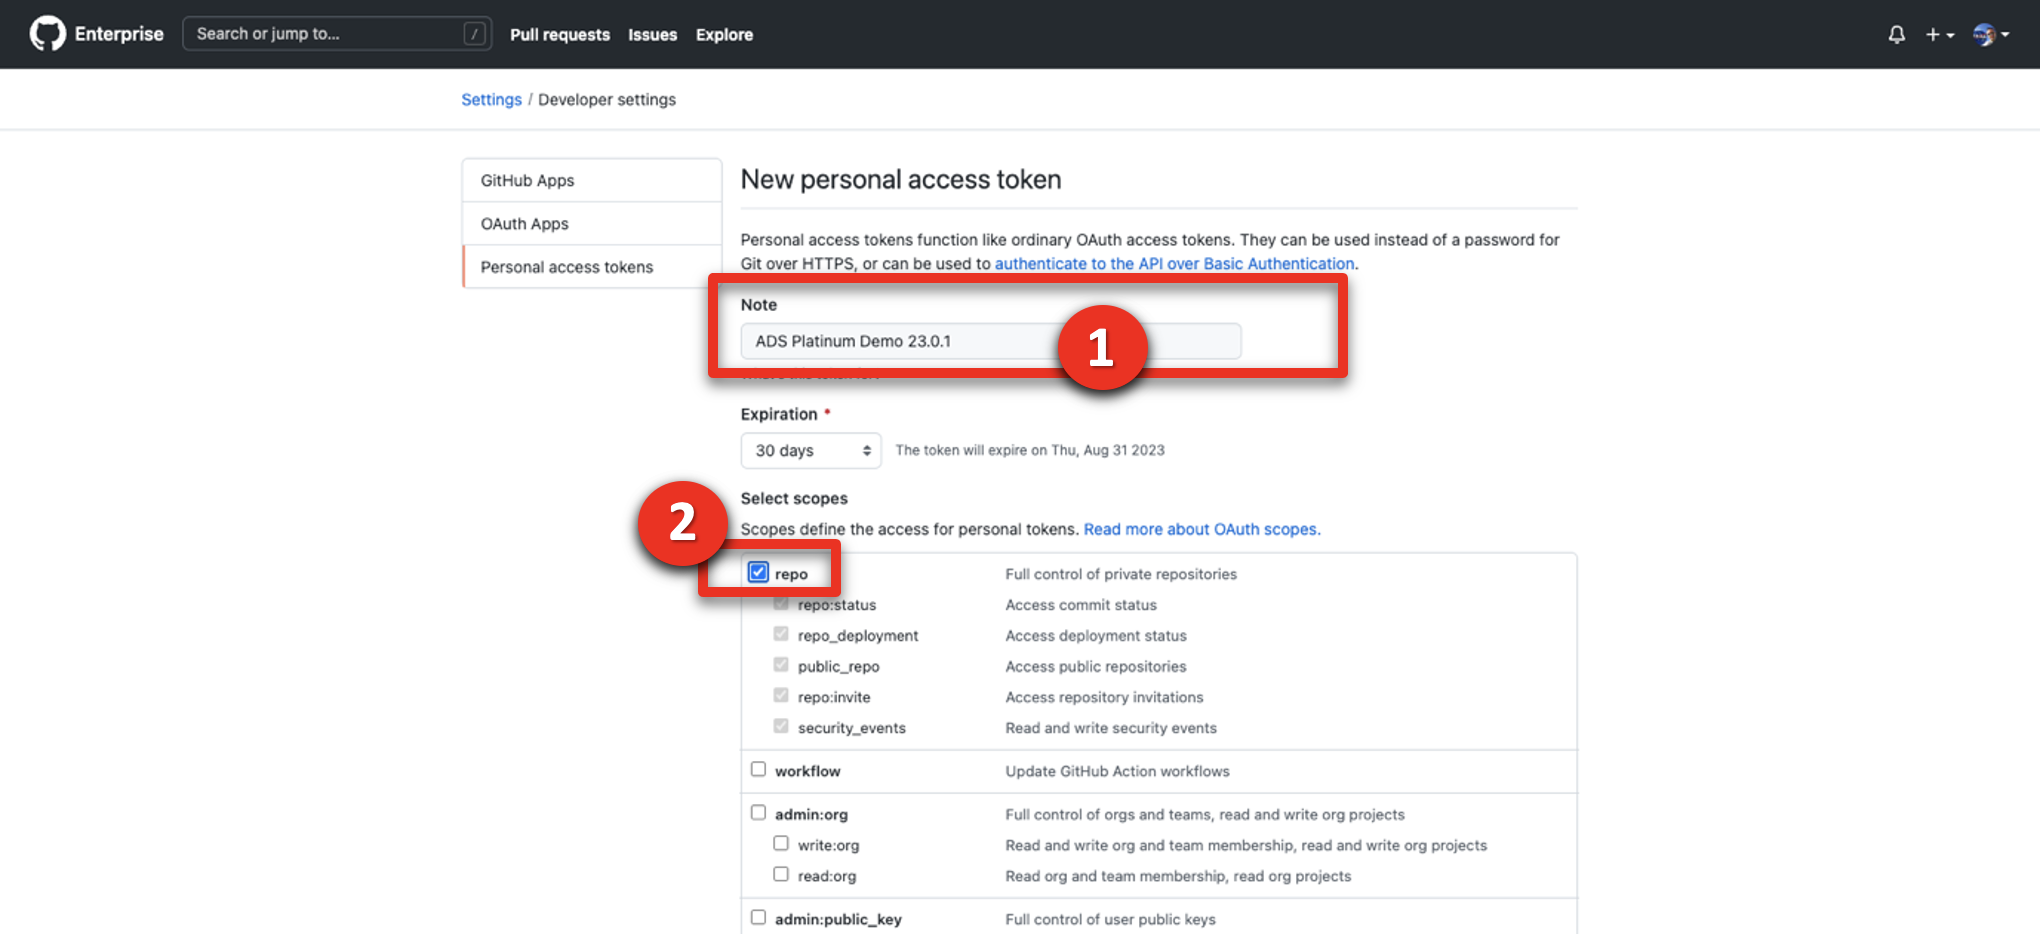 Enterprise Search or jump to... / Pull requests Issues Explore
Settings / Developer settings
GitHub Apps
OAuth Apps
Personal access tokens
New personal access token
Personal access tokens function like ordinary OAuth access tokens. They can be used instead of a password for
Git over HTTPS, or can be used to authenticate to the API over Basic Authentication.
Note
ADS Platinum Demo 23.0.1
1
Expiration *
30 days The token will expire on Thu, Aug 31 2023
Select scopes
2
Scopes define the access for personal tokens. Read more about OAuth scopes.
repo Full control of private repositories
repo:status Access commit status
repo_deployment Access deployment status
public_repo Access public repositories
repo:invite Access repository invitations
security_events Read and write security events
workflow Update GitHub Action workflows
admin:org Full control of orgs and teams, read and write org projects
write:org Read and write org and team membership, read and write org projects
read:org Read org and team membership, read org projects
admin:public_key Full control of user public keys